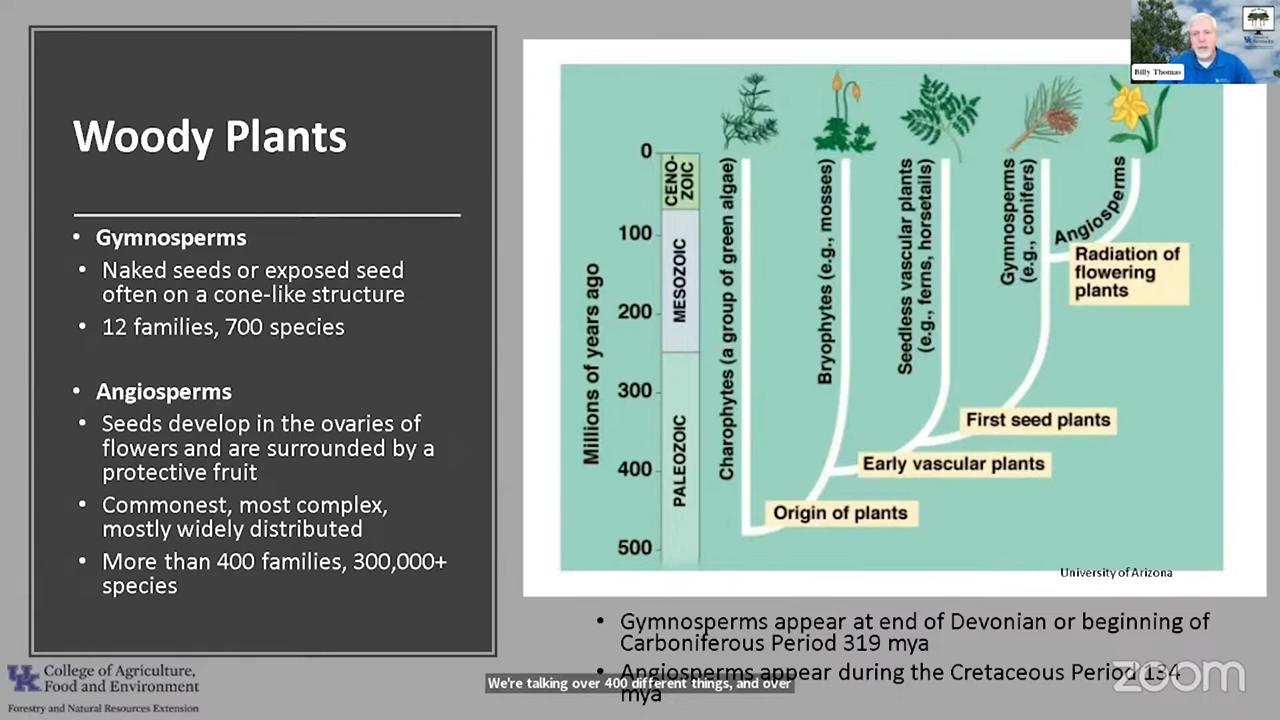 Woody Plants
• Gymnosperms
• Naked seeds or exposed seed
often on a cone-like structure
• 12 families, 700 species
• Angiosperms
• Seeds develop in the ovaries of
flowers and are surrounded by a
protective fruit
• Commonest, most complex,
mostly widely distributed
• More than 400 families, 300,000+
species
UK College of Agriculture,
Food and Environment
Forestry and Natural Resources Extension
Millions of years ago
0
100
200
300
400
500
CENO-
ZOIC
MESOZOIC
PALEOZOIC
Charophytes (a group of green algae)
Bryophytes (e.g., mosses)
Seedless vascular plants
(e.g., ferns, horsetails)
Gymnosperms
(e.g., conifers)
Angiosperms
Radiation of
flowering
plants
First seed plants
Early vascular plants
Origin of plants
University of Arizona
• Gymnosperms appear at end of Devonian or beginning of
Carboniferous Period 319 mya
• Angiosperms appear during the Cretaceous Period 134
mya
We're talking over 400 different things, and over
zoom
Billy Thomas